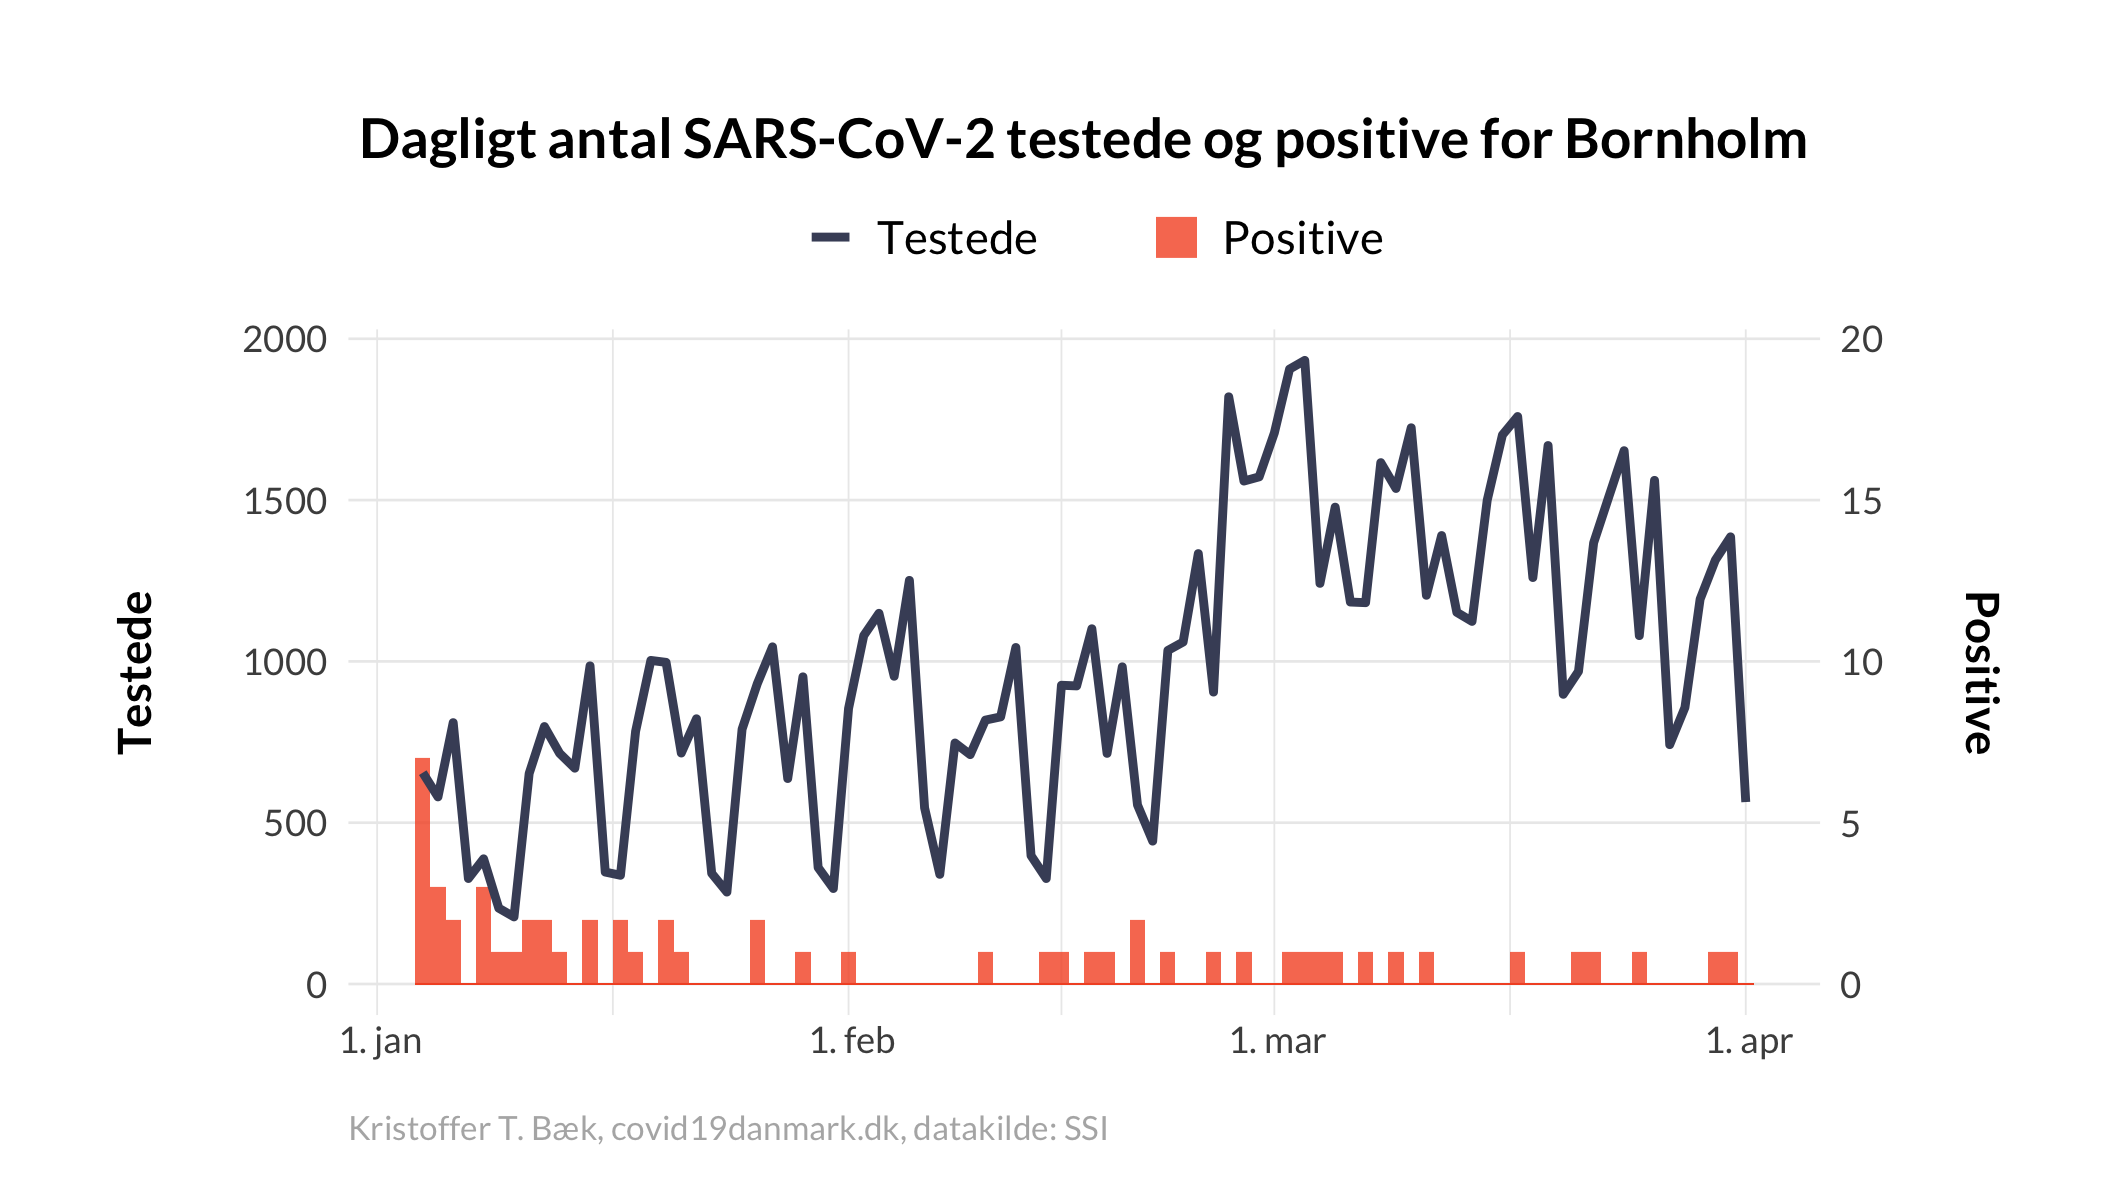 Dagligt antal SARS-CoV-2 testede og positive for Bornholm
Testede Positive
2000 20
1500 15
1000 10
500 5
0 0
Testede
Positive
1. jan 1. feb 1. mar 1. apr
Kristoffer T. Bæk, covid19danmark.dk, datakilde: SSI